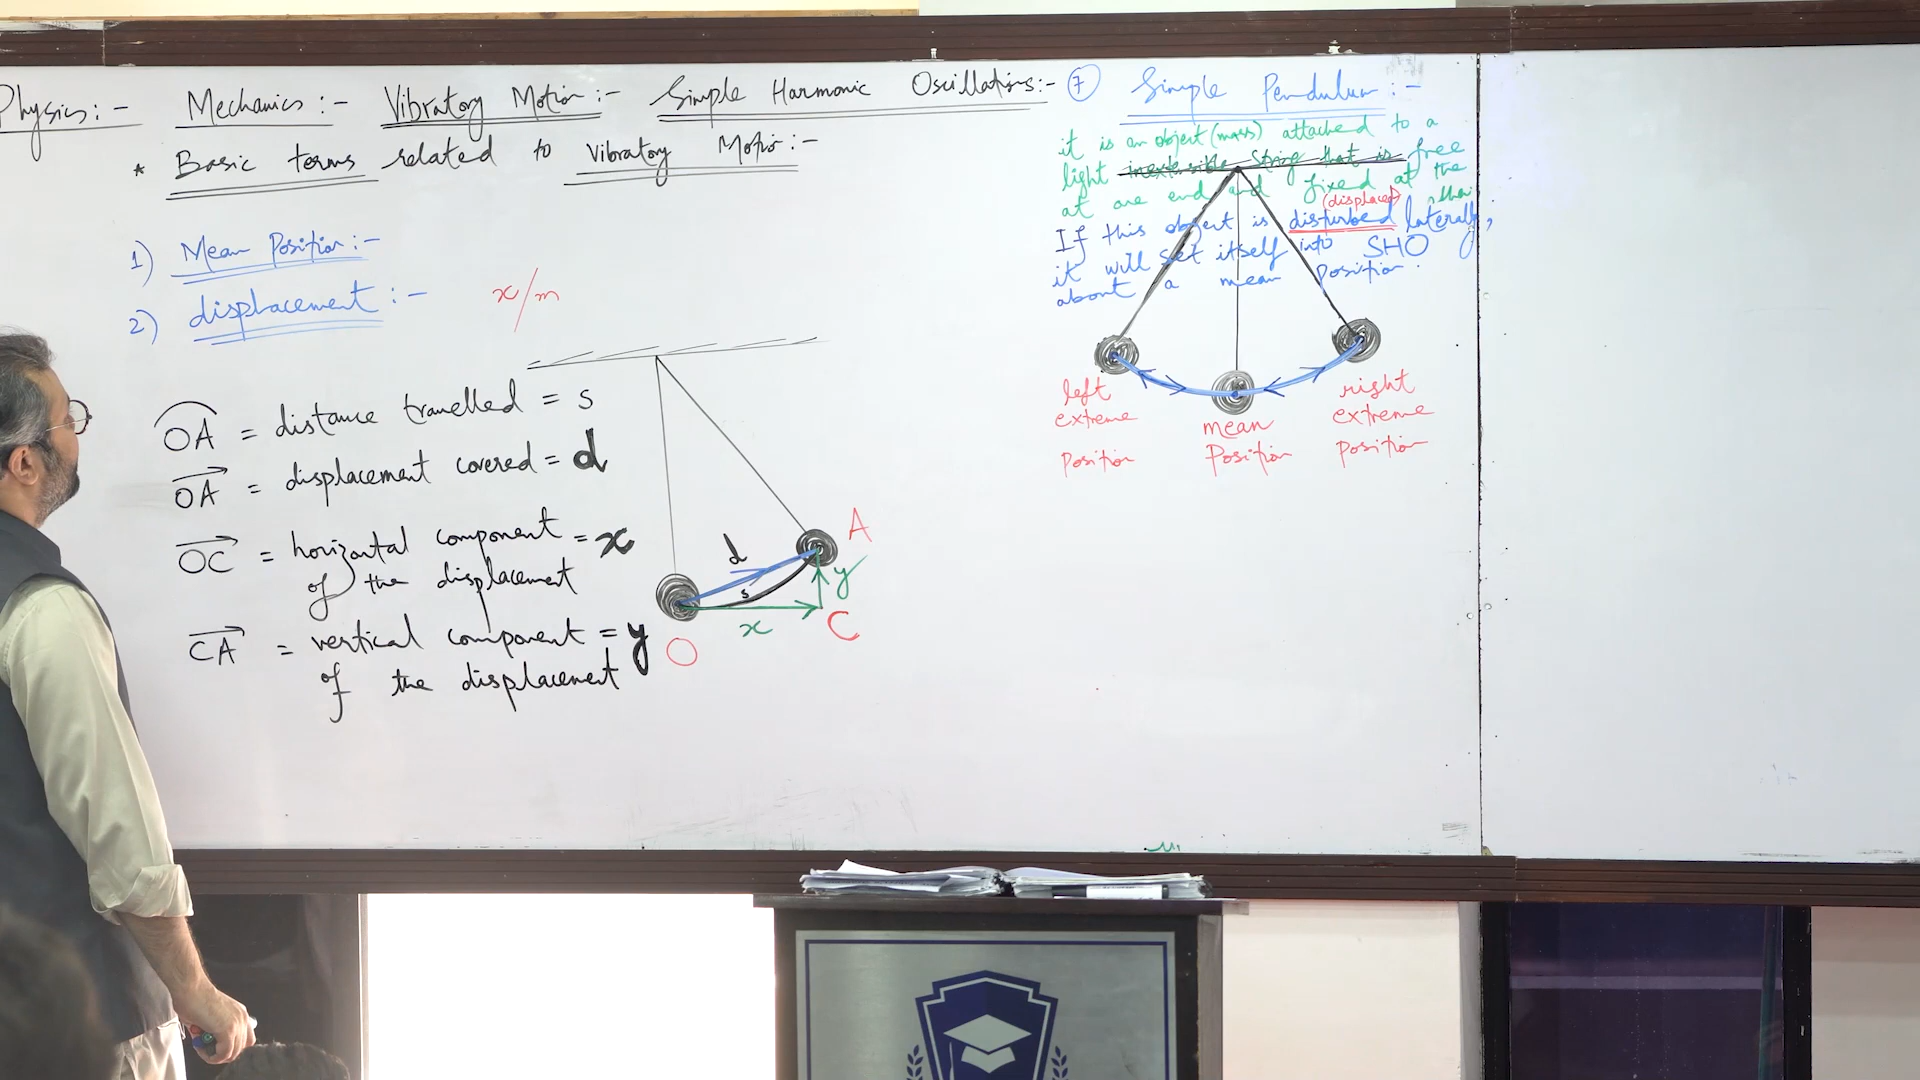 Physics:- Mechanics:- Vibratory Motion:- Simple Harmonic Oscillations:-
* Basic terms related to Vibratory Motion:-
1) Mean Position:-
2) displacement:- x/m
OA = distance travelled = s
OA = displacement covered = d
OC = horizontal component = x
of the displacement
CA = vertical component = y
of the displacement
d
s
A
y
x
C
O
7 Simple Pendulum:-
it is an object (mass) attached to a
light inextensible string that is free
at one end and fixed at the
(displaced)
If this object is disturbed laterally,
it will set itself into SHO
about a mean position.
left
extreme
position
mean
Position
right
extreme
position